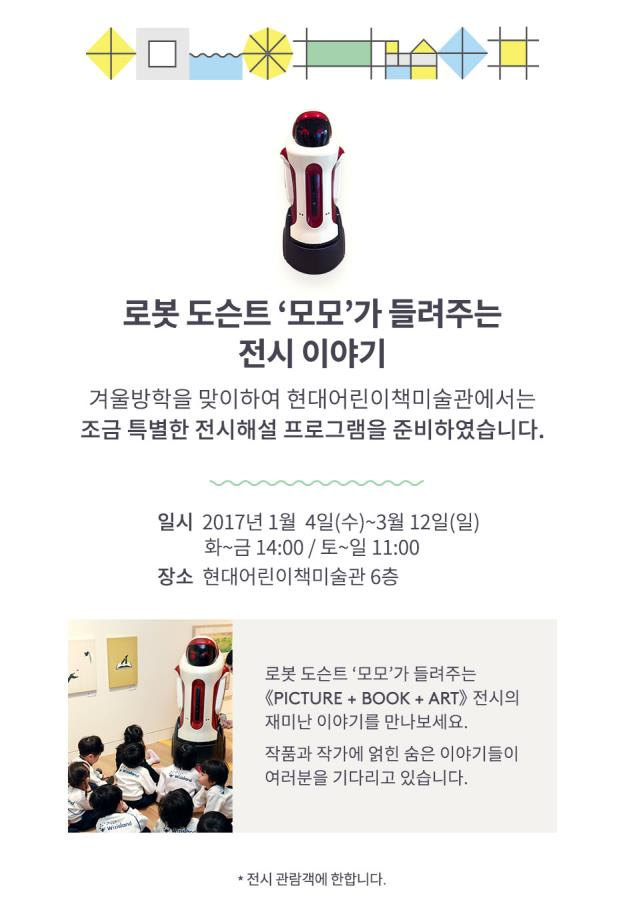 로봇 도슨트 ‘모모’가 들려주는
전시 이야기
겨울방학을 맞이하여 현대어린이책미술관에서는
조금 특별한 전시해설 프로그램을 준비하였습니다.
일시 2017년 1월 4일(수)~3월 12일(일)
화~금 14:00 / 토~일 11:00
장소 현대어린이책미술관 6층
로봇 도슨트 ‘모모’가 들려주는
《PICTURE + BOOK + ART》 전시의
재미난 이야기를 만나보세요.
작품과 작가에 얽힌 숨은 이야기들이
여러분을 기다리고 있습니다.
* 전시 관람객에 한합니다.